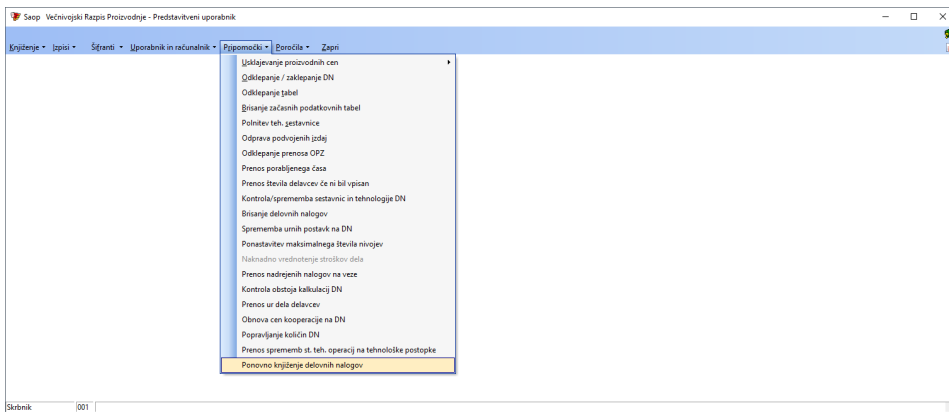 Saop Večnivojski Razpis Proizvodnje - Predstavitveni uporabnik
Knjiženje Izpisi Šifranti Uporabnik in računalnik Pripomočki Poročila Zapri
Usklajevanje proizvodnih cen
Odklepanje / zaklepanje DN
Odklepanje tabel
Brisanje začasnih podatkovnih tabel
Polnitev teh. sestavnice
Odprava podvojenih izdaj
Odklepanje prenosa OPZ
Prenos porabljenega časa
Prenos števila delavcev če ni bil vpisan
Kontrola/sprememba sestavnic in tehnologije DN
Brisanje delovnih nalogov
Sprememba urnih postavk na DN
Ponastavitev maksimalnega števila nivojev
Naknadno vrednotenje stroškov dela
Prenos nadrejenih nalogov na veze
Kontrola obstoja kalkulacij DN
Prenos ur dela delavcev
Obnova cen kooperacije na DN
Popravljanje količin DN
Prenos sprememb st. teh. operacij na tehnološke postopke
Ponovno knjiženje delovnih nalogov
Skrbnik 001